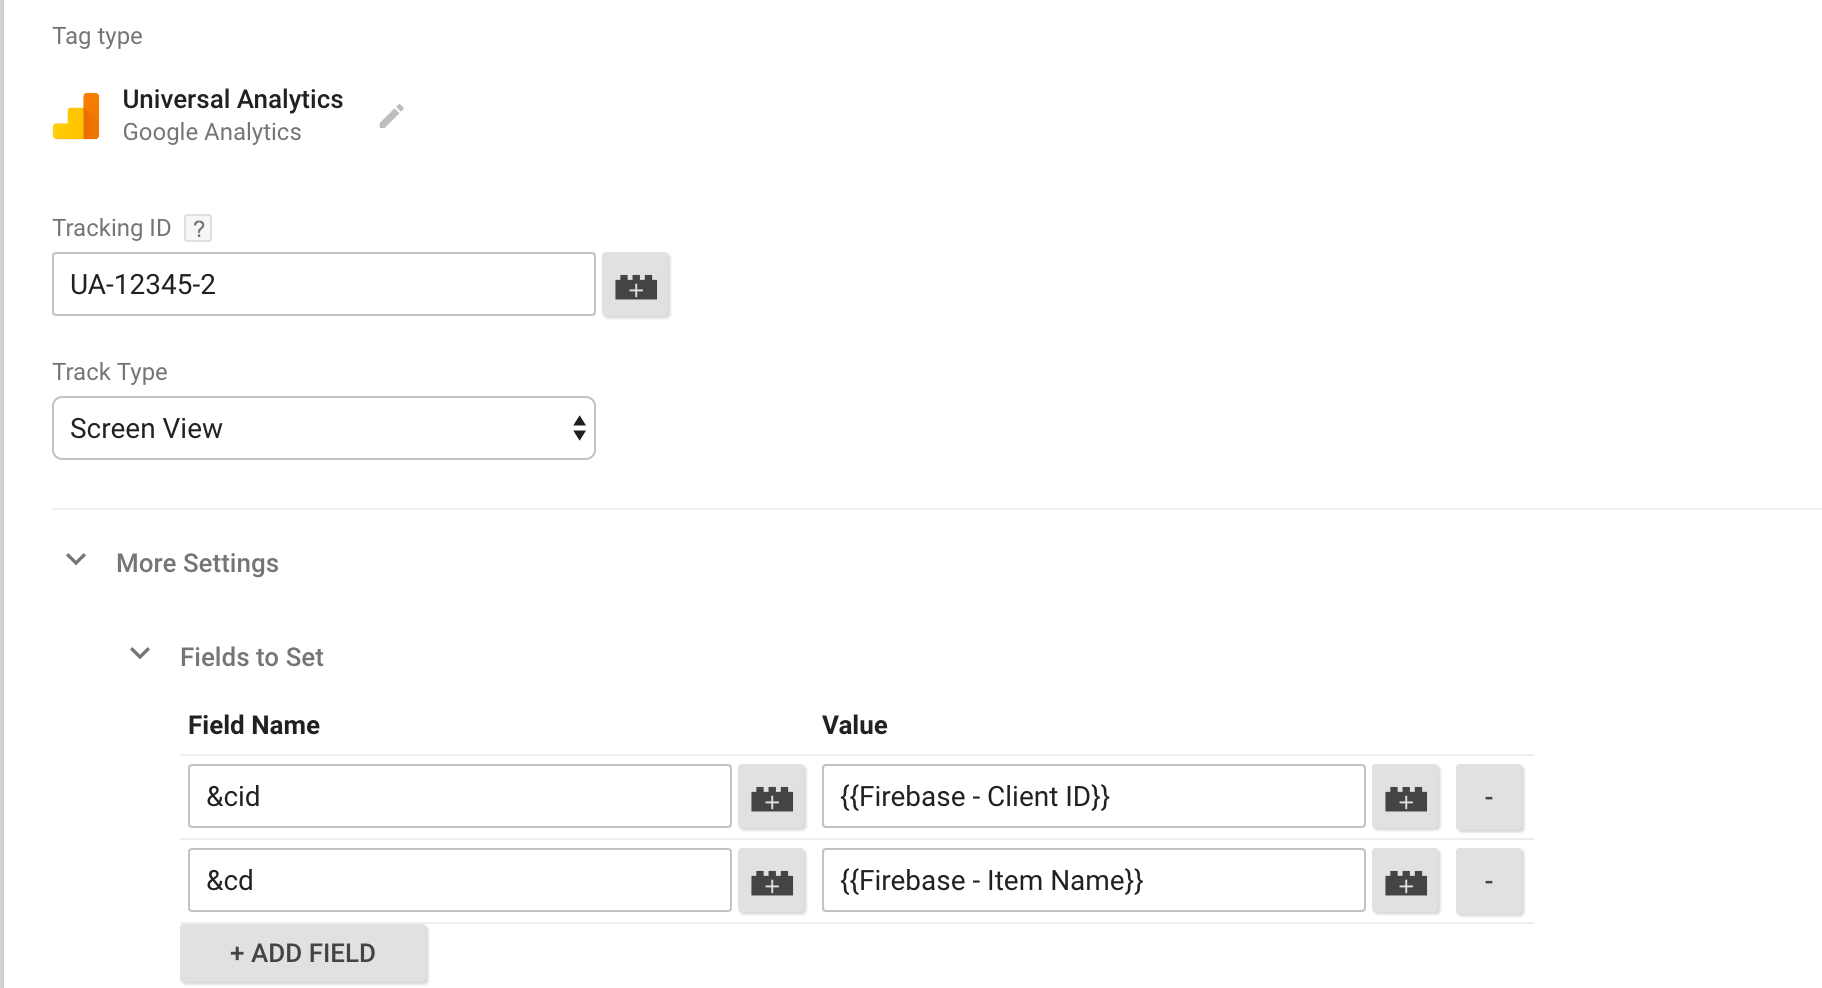 Tag type
Universal Analytics
Google Analytics
Tracking ID ?
UA-12345-2
Track Type
Screen View
More Settings
Fields to Set
Field Name Value
&cid {{Firebase - Client ID}} -
&cd {{Firebase - Item Name}} -
+ ADD FIELD